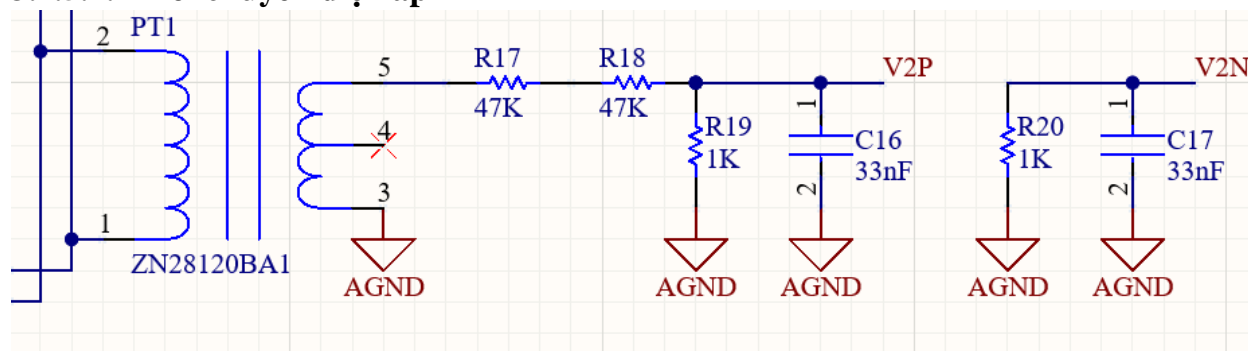 PT1
2
1
ZN28120BA1
5
4
3
AGND
R17
47K
R18
47K
R19
1K
AGND
V2P
1
C16
33nF
2
AGND
R20
1K
AGND
V2N
1
C17
33nF
2
AGND